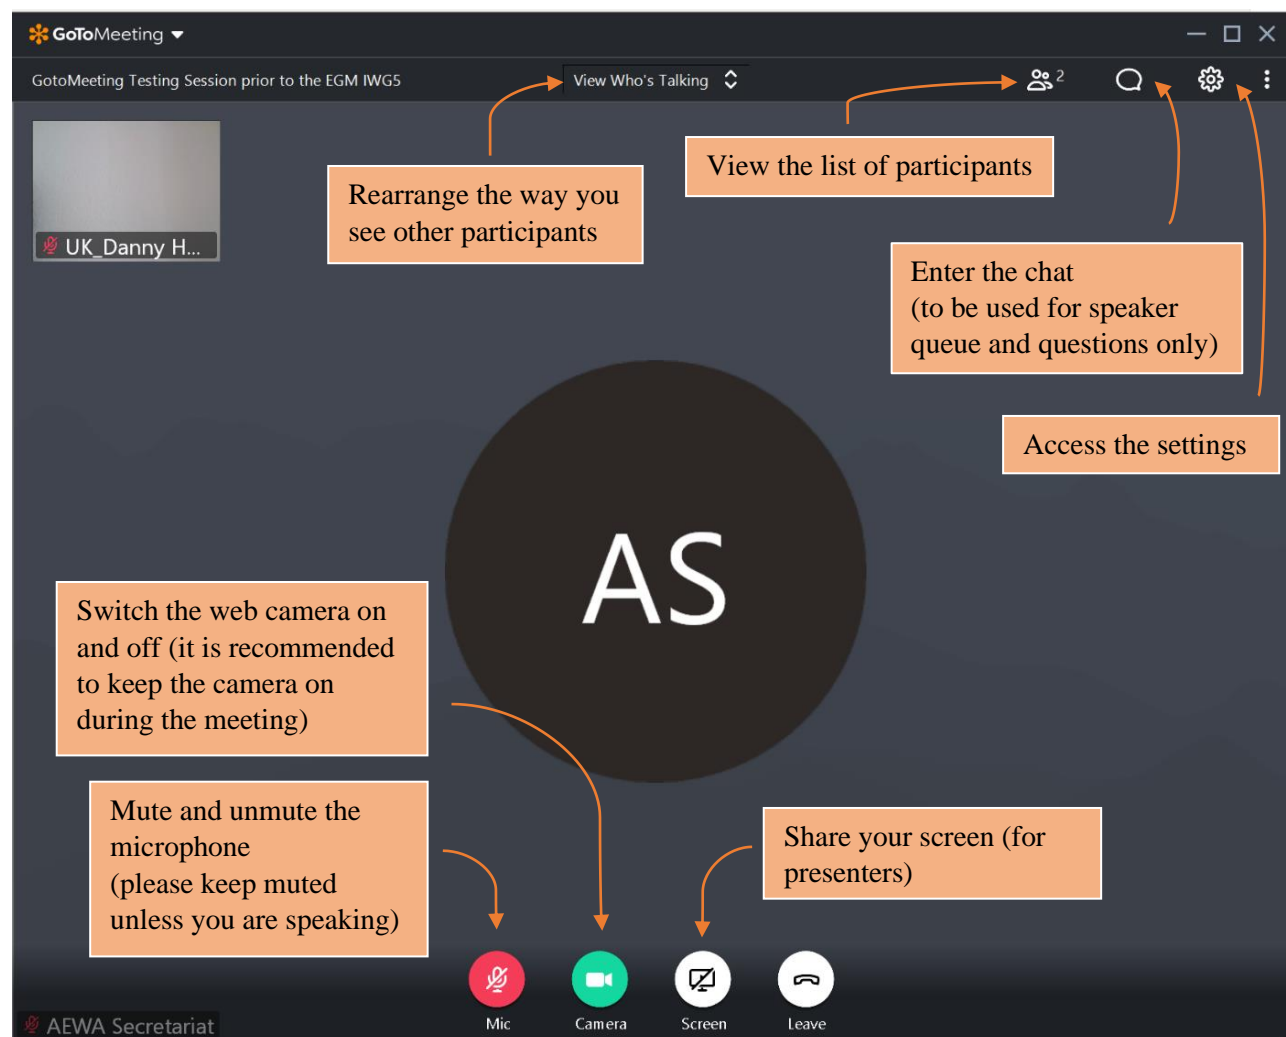 GoToMeeting
GotoMeeting Testing Session prior to the EGM IWG5
View Who's Talking
2
UK_Danny H...
Rearrange the way you
see other participants
View the list of participants
Enter the chat
(to be used for speaker
queue and questions only)
Access the settings
AS
Switch the web camera on
and off (it is recommended
to keep the camera on
during the meeting)
Mute and unmute the
microphone
(please keep muted
unless you are speaking)
Share your screen (for
presenters)
Mic
Camera
Screen
Leave
AEWA Secretariat